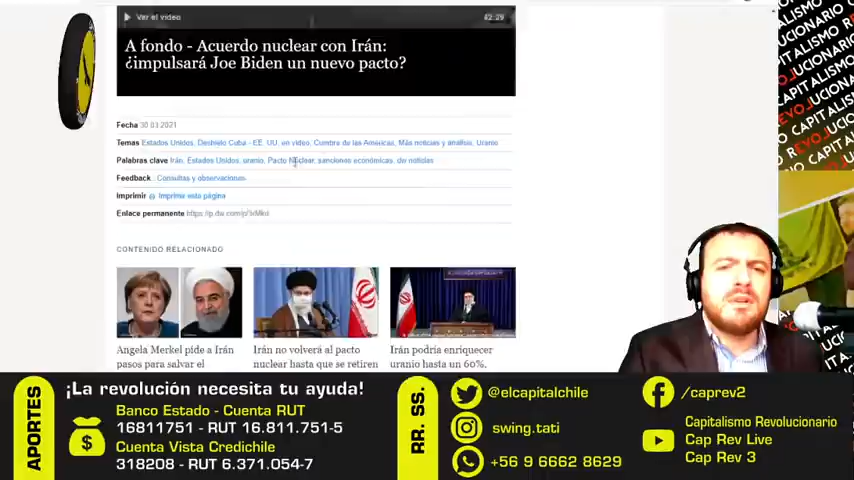 Ver el video
42:29
A fondo - Acuerdo nuclear con Irán:
¿impulsará Joe Biden un nuevo pacto?
Fecha 30.03.2021
Temas Estados Unidos, Deshielo Cuba - EE. UU. en video, Cumbre de las Américas, Más noticias y análisis, Uranio
Palabras clave Irán, Estados Unidos, uranio, Pacto Nuclear, sanciones económicas, dw noticias
Feedback : Consultas y observaciones
Imprimir Imprima esta página
Enlace permanente
CONTENIDO RELACIONADO
Angela Merkel pide a Irán
pasos para salvar el
Irán no volverá al pacto
nuclear hasta que se retiren
Irán podría enriquecer
uranio hasta un 60%,
CAPITALISMO REVOLUCIONARIO
APORTES
¡La revolución necesita tu ayuda!
Banco Estado - Cuenta RUT
16811751 - RUT 16.811.751-5
Cuenta Vista Credichile
318208 - RUT 6.371.054-7
RR. SS.
@elcapitalchile
swing.tati
+56 9 6662 8629
/caprev2
Capitalismo Revolucionario
Cap Rev Live
Cap Rev 3